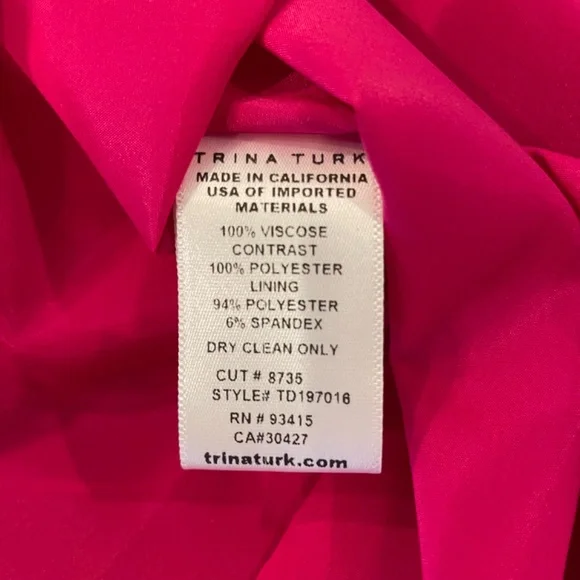 TRINA TURK
MADE IN CALIFORNIA
USA OF IMPORTED
MATERIALS
100% VISCOSE
CONTRAST
100% POLYESTER
LINING
94% POLYESTER
6% SPANDEX
DRY CLEAN ONLY
CUT # 8735
STYLE# TD197016
RN # 93415
CA#30427
trinaturk.com